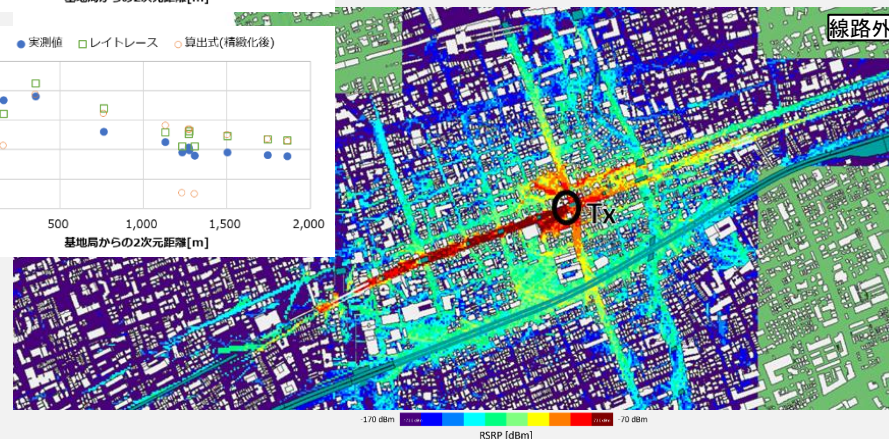 基地局からの2次元距離[m]
実測値 レイトレース 算出式(精緻化後)
500 1,000 1,500 2,000
基地局からの2次元距離[m]
線路外
Tx
-170 dBm -70 dBm
RSRP [dBm]